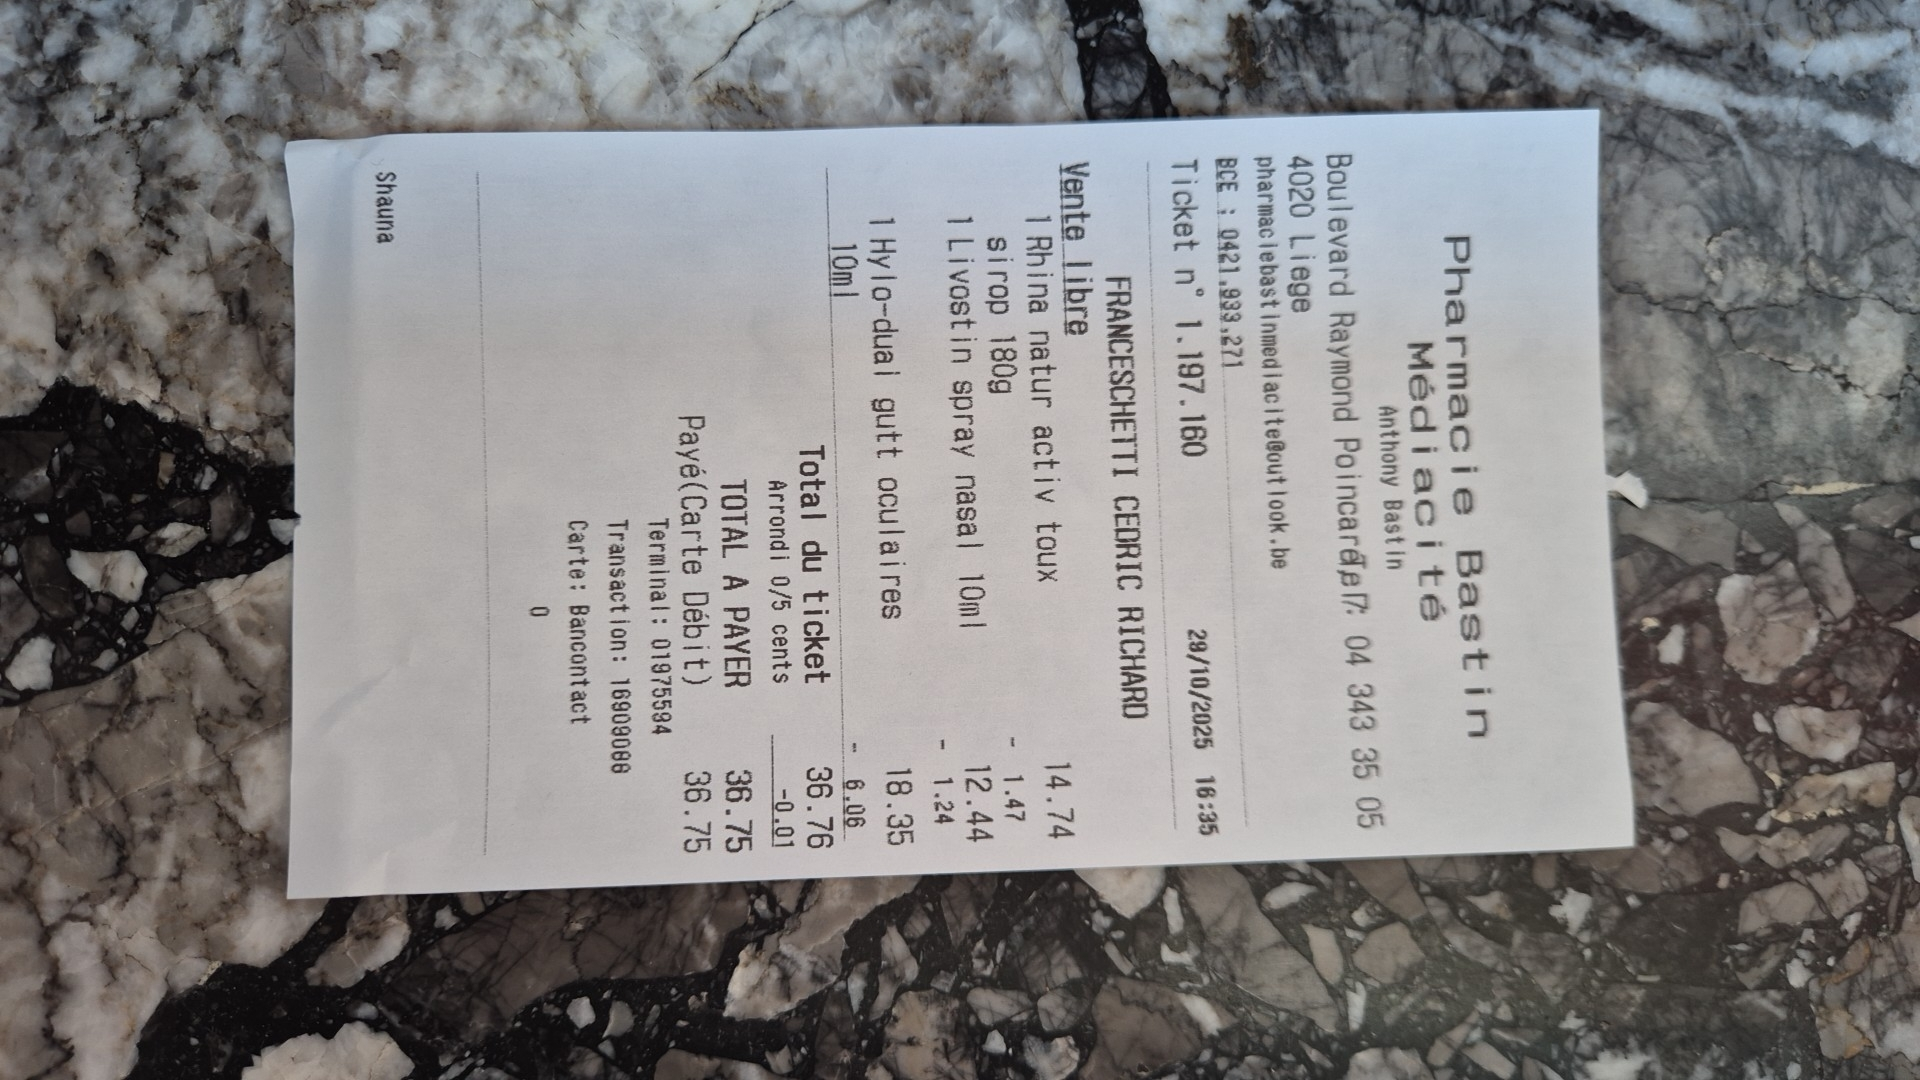 Pharmacie Bastin
Médiacité
Anthony Bastin
Boulevard Raymond Poincaré, 7: 04 343 35 05
4020 Liege
pharmaciebastinmediacite@outlook.be
BCE : 0421.933.271
Ticket n° 1.197.160 29/10/2025 16:35
FRANCESCHETTI CEDRIC RICHARD
Vente libre
1 Rhina natur activ toux 14.74
sirop 180g - 1.47
1 Livostin spray nasal 10ml 12.44
- 1.24
1 Hylo-dual gutt oculaires 18.35
10ml - 6.06
Total du ticket 36.76
Arrondi 0/5 cents -0.01
TOTAL A PAYER 36.75
Payé(Carte Débit) 36.75
Terminal: 01975594
Transaction: 16909086
Carte: Bancontact
0
Shauna